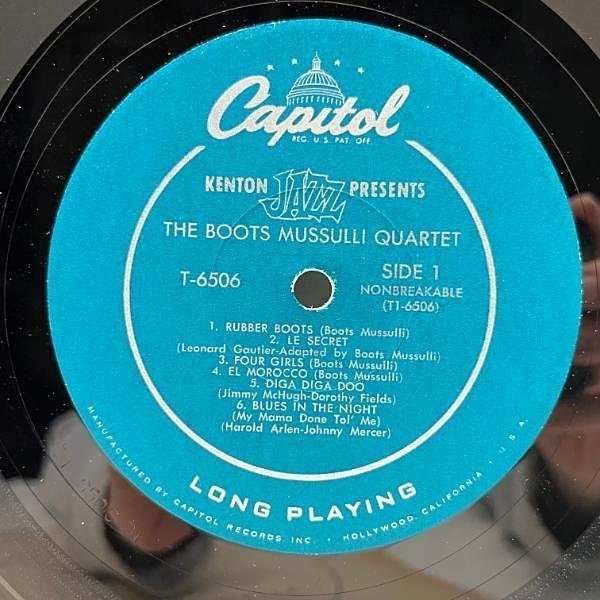 Capitol
REG. U.S. PAT. OFF.
KENTON JAZZ PRESENTS
THE BOOTS MUSSULLI QUARTET
T-6506
SIDE 1
NONBREAKABLE
(T1-6506)
1. RUBBER BOOTS (Boots Mussulli)
2. LE SECRET
(Leonard Gautier-Adapted by Boots Mussulli)
3. FOUR GIRLS (Boots Mussulli)
4. EL MOROCCO (Boots Mussulli)
5. DIGA DIGA DOO
(Jimmy McHugh-Dorothy Fields)
6. BLUES IN THE NIGHT
(My Mama Done Tol' Me)
(Harold Arlen-Johnny Mercer)
LONG PLAYING
MANUFACTURED BY CAPITOL RECORDS, INC. • HOLLYWOOD, CALIFORNIA • U.S.A.